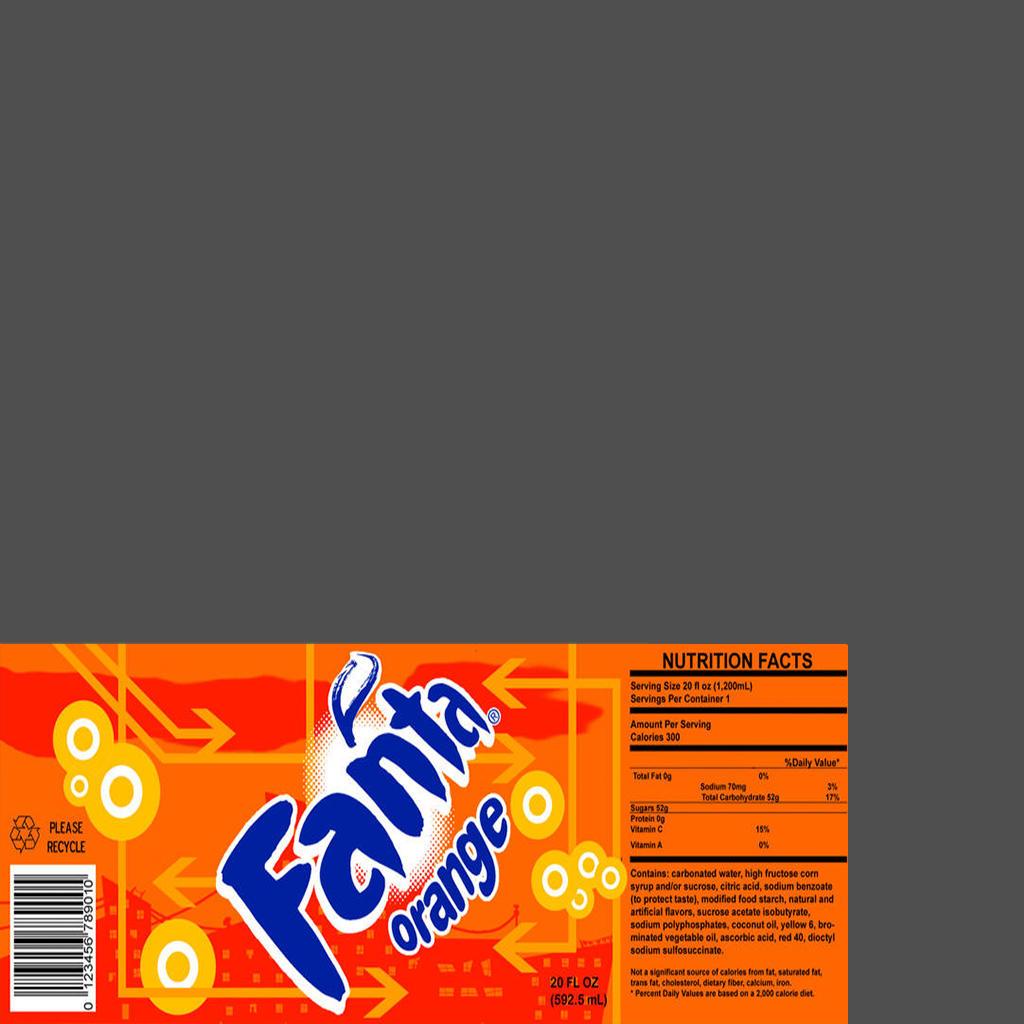 PLEASE
RECYCLE
0 123456 789010
Fanta®
orange
20 FL OZ
(592.5 mL)
NUTRITION FACTS
Serving Size 20 fl oz (1,200mL)
Servings Per Container 1
Amount Per Serving
Calories 300
%Daily Value*
Total Fat 0g 0%
Sodium 70mg 3%
Total Carbohydrate 52g 17%
Sugars 52g
Protein 0g
Vitamin C 15%
Vitamin A 0%
Contains: carbonated water, high fructose corn
syrup and/or sucrose, citric acid, sodium benzoate
(to protect taste), modified food starch, natural and
artificial flavors, sucrose acetate isobutyrate,
sodium polyphosphates, coconut oil, yellow 6, bro-
minated vegetable oil, ascorbic acid, red 40, dioctyl
sodium sulfosuccinate.
Not a significant source of calories from fat, saturated fat,
trans fat, cholesterol, dietary fiber, calcium, iron.
* Percent Daily Values are based on a 2,000 calorie diet.